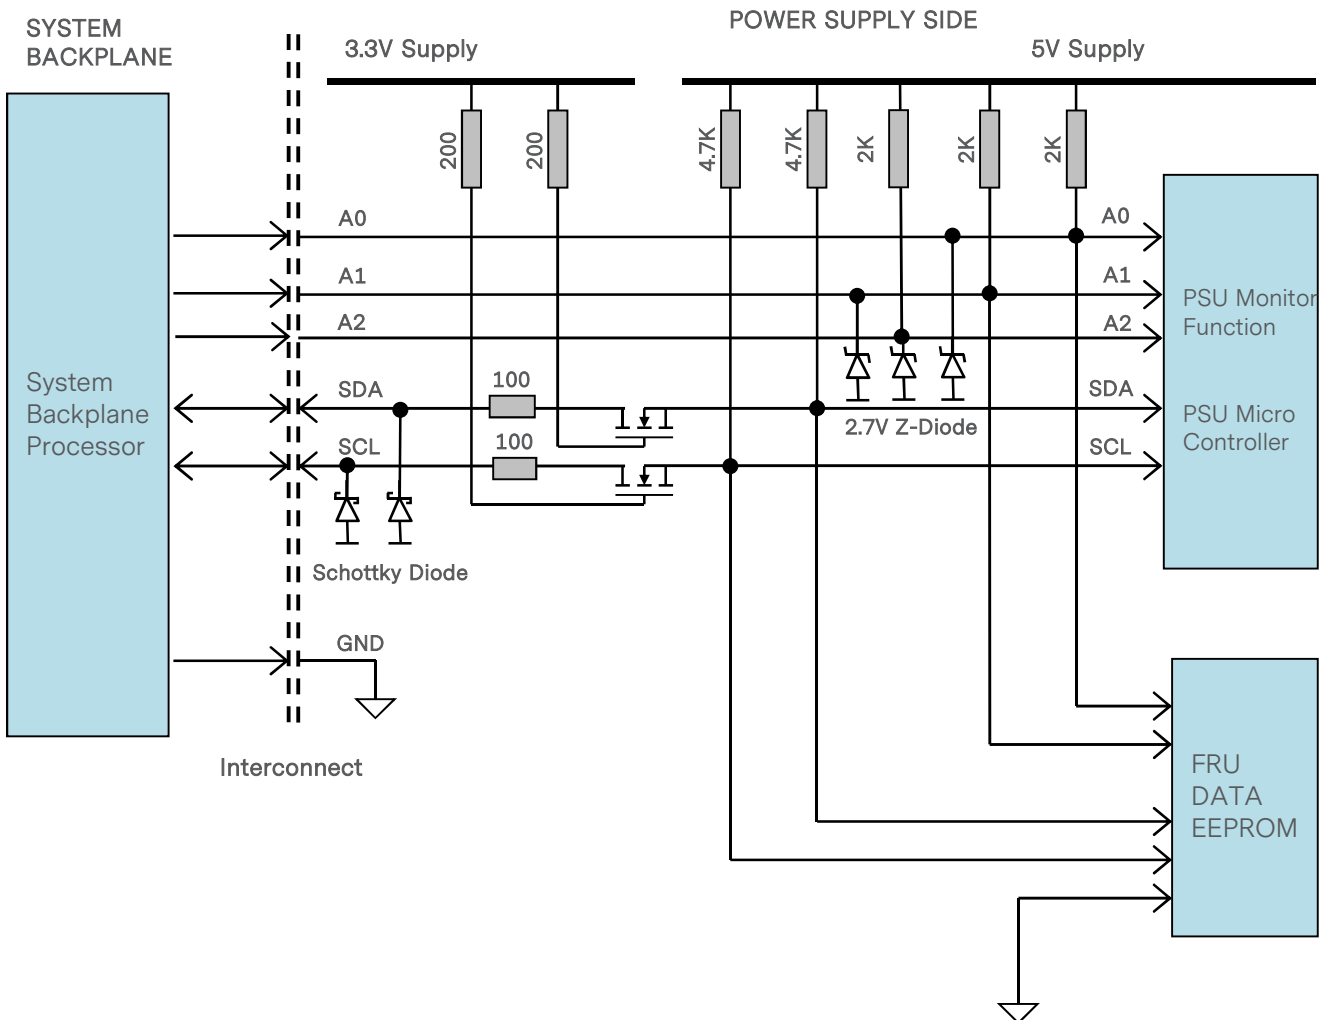 SYSTEM
BACKPLANE
POWER SUPPLY SIDE
3.3V Supply
5V Supply
200
200
4.7K
4.7K
2K
2K
2K
A0
A0
A1
A1
A2
A2
System
Backplane
Processor
PSU Monitor
Function
PSU Micro
Controller
100
SDA
SDA
2.7V Z-Diode
100
SCL
SCL
Schottky Diode
GND
Interconnect
FRU
DATA
EEPROM